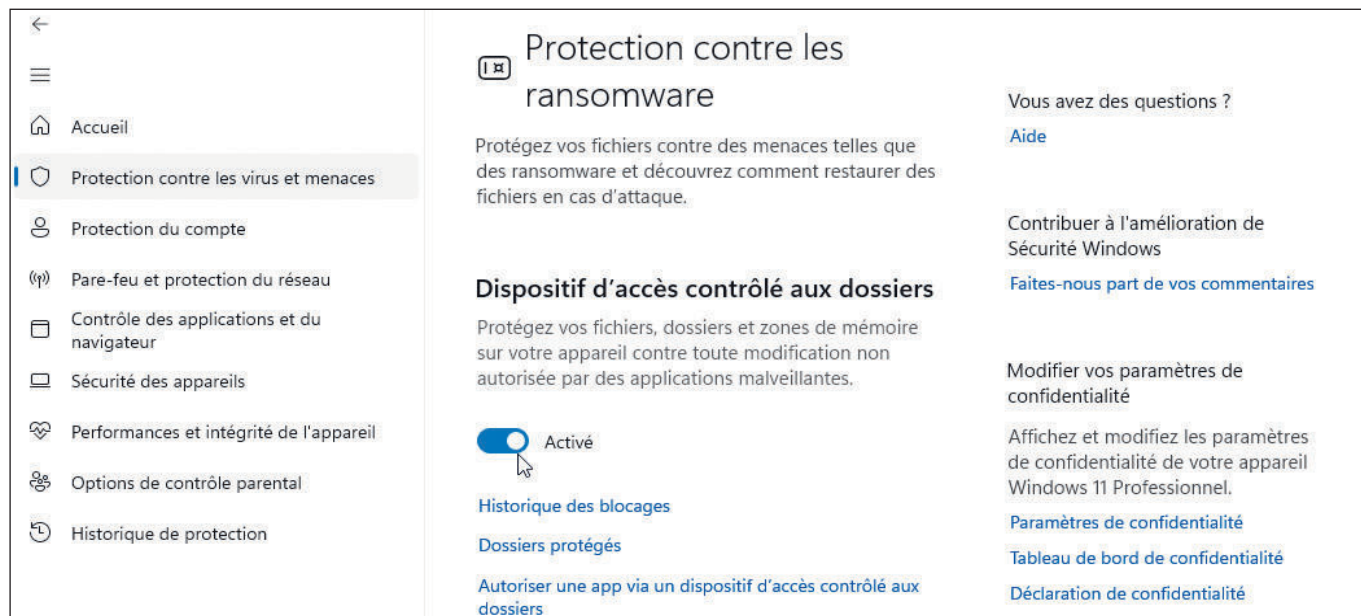 Accueil
Protection contre les virus et menaces
Protection du compte
Pare-feu et protection du réseau
Contrôle des applications et du
navigateur
Sécurité des appareils
Performances et intégrité de l'appareil
Options de contrôle parental
Historique de protection
Protection contre les
ransomware
Protégez vos fichiers contre des menaces telles que
des ransomware et découvrez comment restaurer des
fichiers en cas d’attaque.
Dispositif d’accès contrôlé aux dossiers
Protégez vos fichiers, dossiers et zones de mémoire
sur votre appareil contre toute modification non
autorisée par des applications malveillantes.
Activé
Historique des blocages
Dossiers protégés
Autoriser une app via un dispositif d’accès contrôlé aux
dossiers
Vous avez des questions ?
Aide
Contribuer à l'amélioration de
Sécurité Windows
Faites-nous part de vos commentaires
Modifier vos paramètres de
confidentialité
Affichez et modifiez les paramètres
de confidentialité de votre appareil
Windows 11 Professionnel.
Paramètres de confidentialité
Tableau de bord de confidentialité
Déclaration de confidentialité